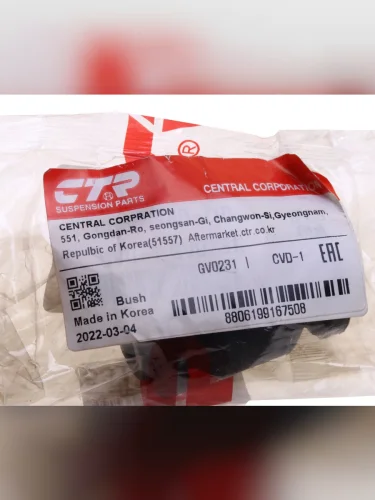 CTR
®
SUSPENSION PARTS
CENTRAL CORPORATION
CENTRAL CORPRATION
551, Gongdan-Ro, seongsan-Gi, Changwon-Si,Gyeongnam,
Repulbic of Korea(51557) Aftermarket.ctr.co.kr
GV0231 | CVD-1 EAC
Bush
Made in Korea
2022-03-04
8806199167508